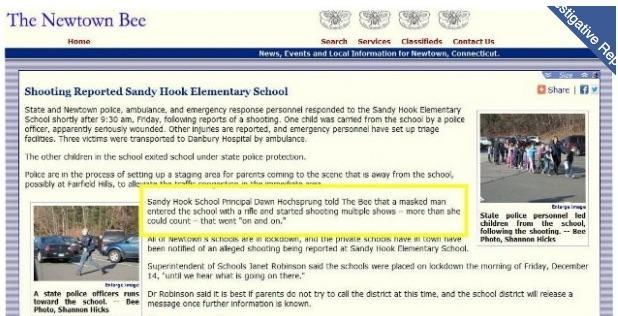 The Newtown Bee
Home
Search Services Classifieds Contact Us
News, Events and Local Information for Newtown, Connecticut.
Size
Shooting Reported Sandy Hook Elementary School
Share
State and Newtown police, ambulance, and emergency response personnel responded to the Sandy Hook Elementary
School shortly after 9:30 am, Friday, following reports of a shooting. One child was carried from the school by a police
officer, apparently seriously wounded. Other injuries are reported, and emergency personnel have set up triage
facilities. Three victims were transported to Danbury Hospital by ambulance.
The other children in the school exited school under state police protection.
Police are in the process of setting up a staging area for parents coming to the scene that is away from the school,
possibly at Fairfield Hills, to alleviate the traffic congestion in the immediate area.
Sandy Hook School Principal Dawn Hochsprung told The Bee that a masked man
entered the school with a rifle and started shooting multiple shows – more than she
could count – that went "on and on."
All of Newtown's schools are in lockdown, and the private schools have in town have
been notified of an alleged shooting being reported at Sandy Hook Elementary School.
Superintendent of Schools Janet Robinson said the schools were placed on lockdown the morning of Friday, December
14, "until we hear what is going on there."
Dr Robinson said it is best if parents do not try to call the district at this time, and the school district will release a
message once further information is known.
Enlarge Image
State police personnel led
children from the school,
following the shooting. -- Bee
Photo, Shannon Hicks
Enlarge Image
A state police officers runs
toward the school. -- Bee
Photo, Shannon Hicks